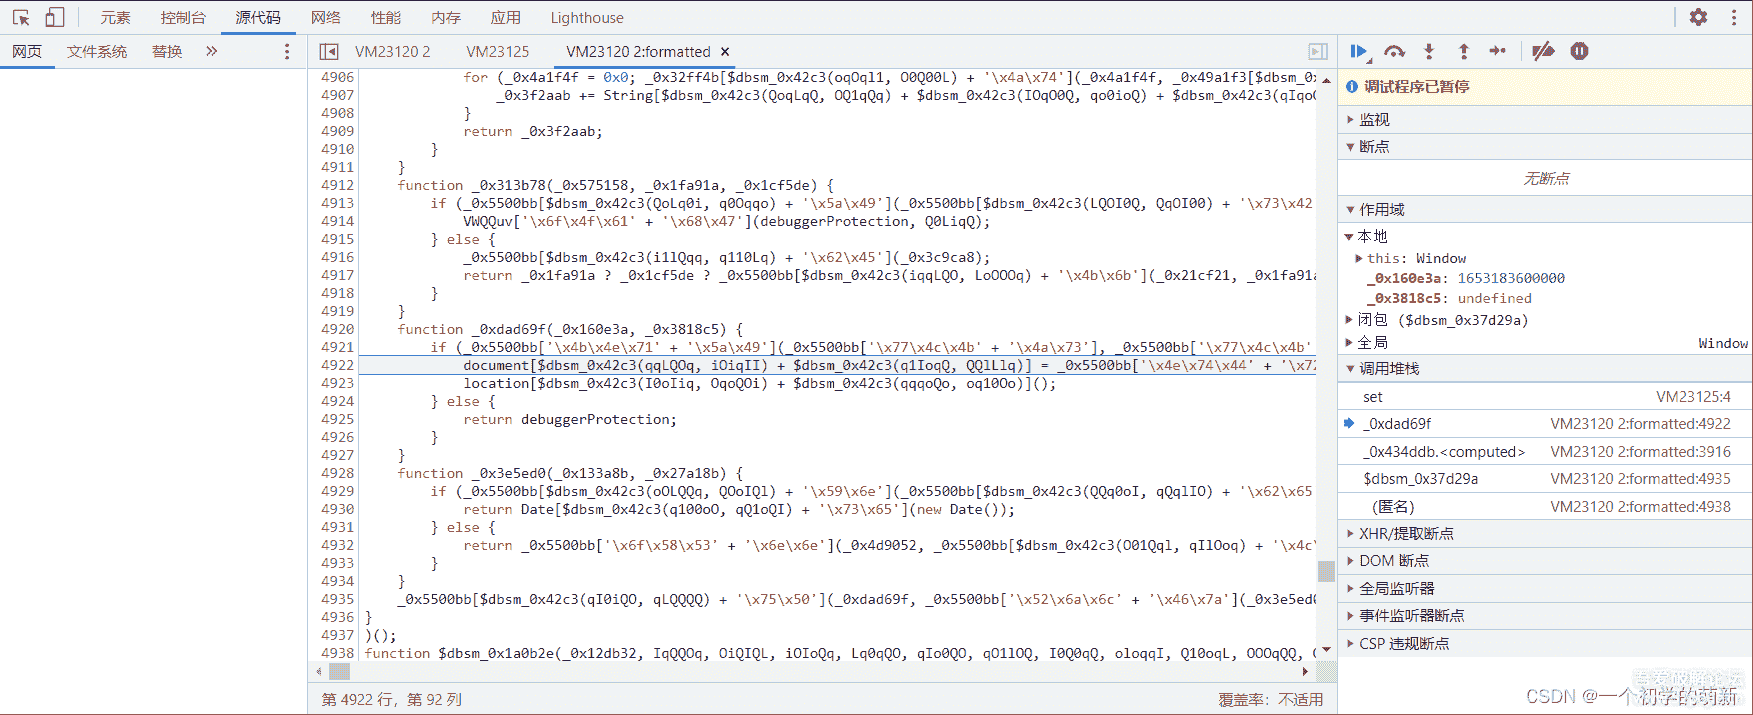 元素 控制台 源代码 网络 性能 内存 应用 Lighthouse
网页 文件系统 替换 »
VM23120 2 VM23125 VM23120 2:formatted ×
4906 for (_0x4a1f4f = 0x0; _0x32ff4b[$dbsm_0x42c3(oqOql1, O0Q00L) + '\x4a\x74'](_0x4a1f4f, _0x49a1f3[$dbsm_0x
4907 _0x3f2aab += String[$dbsm_0x42c3(QoqLqQ, OQ1qQq) + $dbsm_0x42c3(IOqO0Q, qo0ioQ) + $dbsm_0x42c3(qIqo
4908 }
4909 return _0x3f2aab;
4910 }
4911 }
4912 function _0x313b78(_0x575158, _0x1fa91a, _0x1cf5de) {
4913 if (_0x5500bb[$dbsm_0x42c3(QoLq0i, q0Oqqo) + '\x5a\x49'](_0x5500bb[$dbsm_0x42c3(LQOI0Q, QqOI00) + '\x73\x42
4914 VWQQuv['\x6f\x4f\x61' + '\x68\x47'](debuggerProtection, Q0LiqQ);
4915 } else {
4916 _0x5500bb[$dbsm_0x42c3(i1lQqq, q110Lq) + '\x62\x45'](_0x3c9ca8);
4917 return _0x1fa91a ? _0x1cf5de ? _0x5500bb[$dbsm_0x42c3(iqqLQO, LoOOOq) + '\x4b\x6b'](_0x21cf21, _0x1fa91a
4918 }
4919 }
4920 function _0xdad69f(_0x160e3a, _0x3818c5) {
4921 if (_0x5500bb['\x4b\x4e\x71' + '\x5a\x49'](_0x5500bb['\x77\x4c\x4b' + '\x4a\x73'], _0x5500bb['\x77\x4c\x4b'
4922 document[$dbsm_0x42c3(qqLQOq, iOiqII) + $dbsm_0x42c3(q1IoqQ, QQlLlq)] = _0x5500bb['\x4e\x74\x44' + '\x72
4923 location[$dbsm_0x42c3(I0oIiq, OqoQOi) + $dbsm_0x42c3(qqqoQo, oq10Oo)]();
4924 } else {
4925 return debuggerProtection;
4926 }
4927 }
4928 function _0x3e5ed0(_0x133a8b, _0x27a18b) {
4929 if (_0x5500bb[$dbsm_0x42c3(oOLQQq, QOoIQl) + '\x59\x6e'](_0x5500bb[$dbsm_0x42c3(QQq0oI, qQqlIO) + '\x62\x65
4930 return Date[$dbsm_0x42c3(q100oO, qQ1oQI) + '\x73\x65'](new Date());
4931 } else {
4932 return _0x5500bb['\x6f\x58\x53' + '\x6e\x6e'](_0x4d9052, _0x5500bb[$dbsm_0x42c3(O01Qql, qIlOoq) + '\x4c\
4933 }
4934 }
4935 _0x5500bb[$dbsm_0x42c3(qI0iQO, qLQQQQ) + '\x75\x50'](_0xdad69f, _0x5500bb['\x52\x6a\x6c' + '\x46\x7a'](_0x3e5ed
4936 }
4937 )();
4938 function $dbsm_0x1a0b2e(_0x12db32, IqQQOq, OiQIQL, iOIoQq, Lq0qQO, qIo0QO, qO1lOQ, I0Q0qQ, oloqqI, Q10oqL, OOOqQQ,
第 4922 行，第 92 列
覆盖率：不适用
调试程序已暂停
监视
断点
无断点
作用域
本地
this: Window
_0x160e3a: 1653183600000
_0x3818c5: undefined
闭包 ($dbsm_0x37d29a)
全局 Window
调用堆栈
set VM23125:4
_0xdad69f VM23120 2:formatted:4922
_0x434ddb.<computed> VM23120 2:formatted:3916
$dbsm_0x37d29a VM23120 2:formatted:4935
(匿名) VM23120 2:formatted:4938
XHR/提取断点
DOM 断点
全局监听器
事件监听器断点
CSP 违规断点
吾爱破解论坛
CSDN @一个初学的萌新